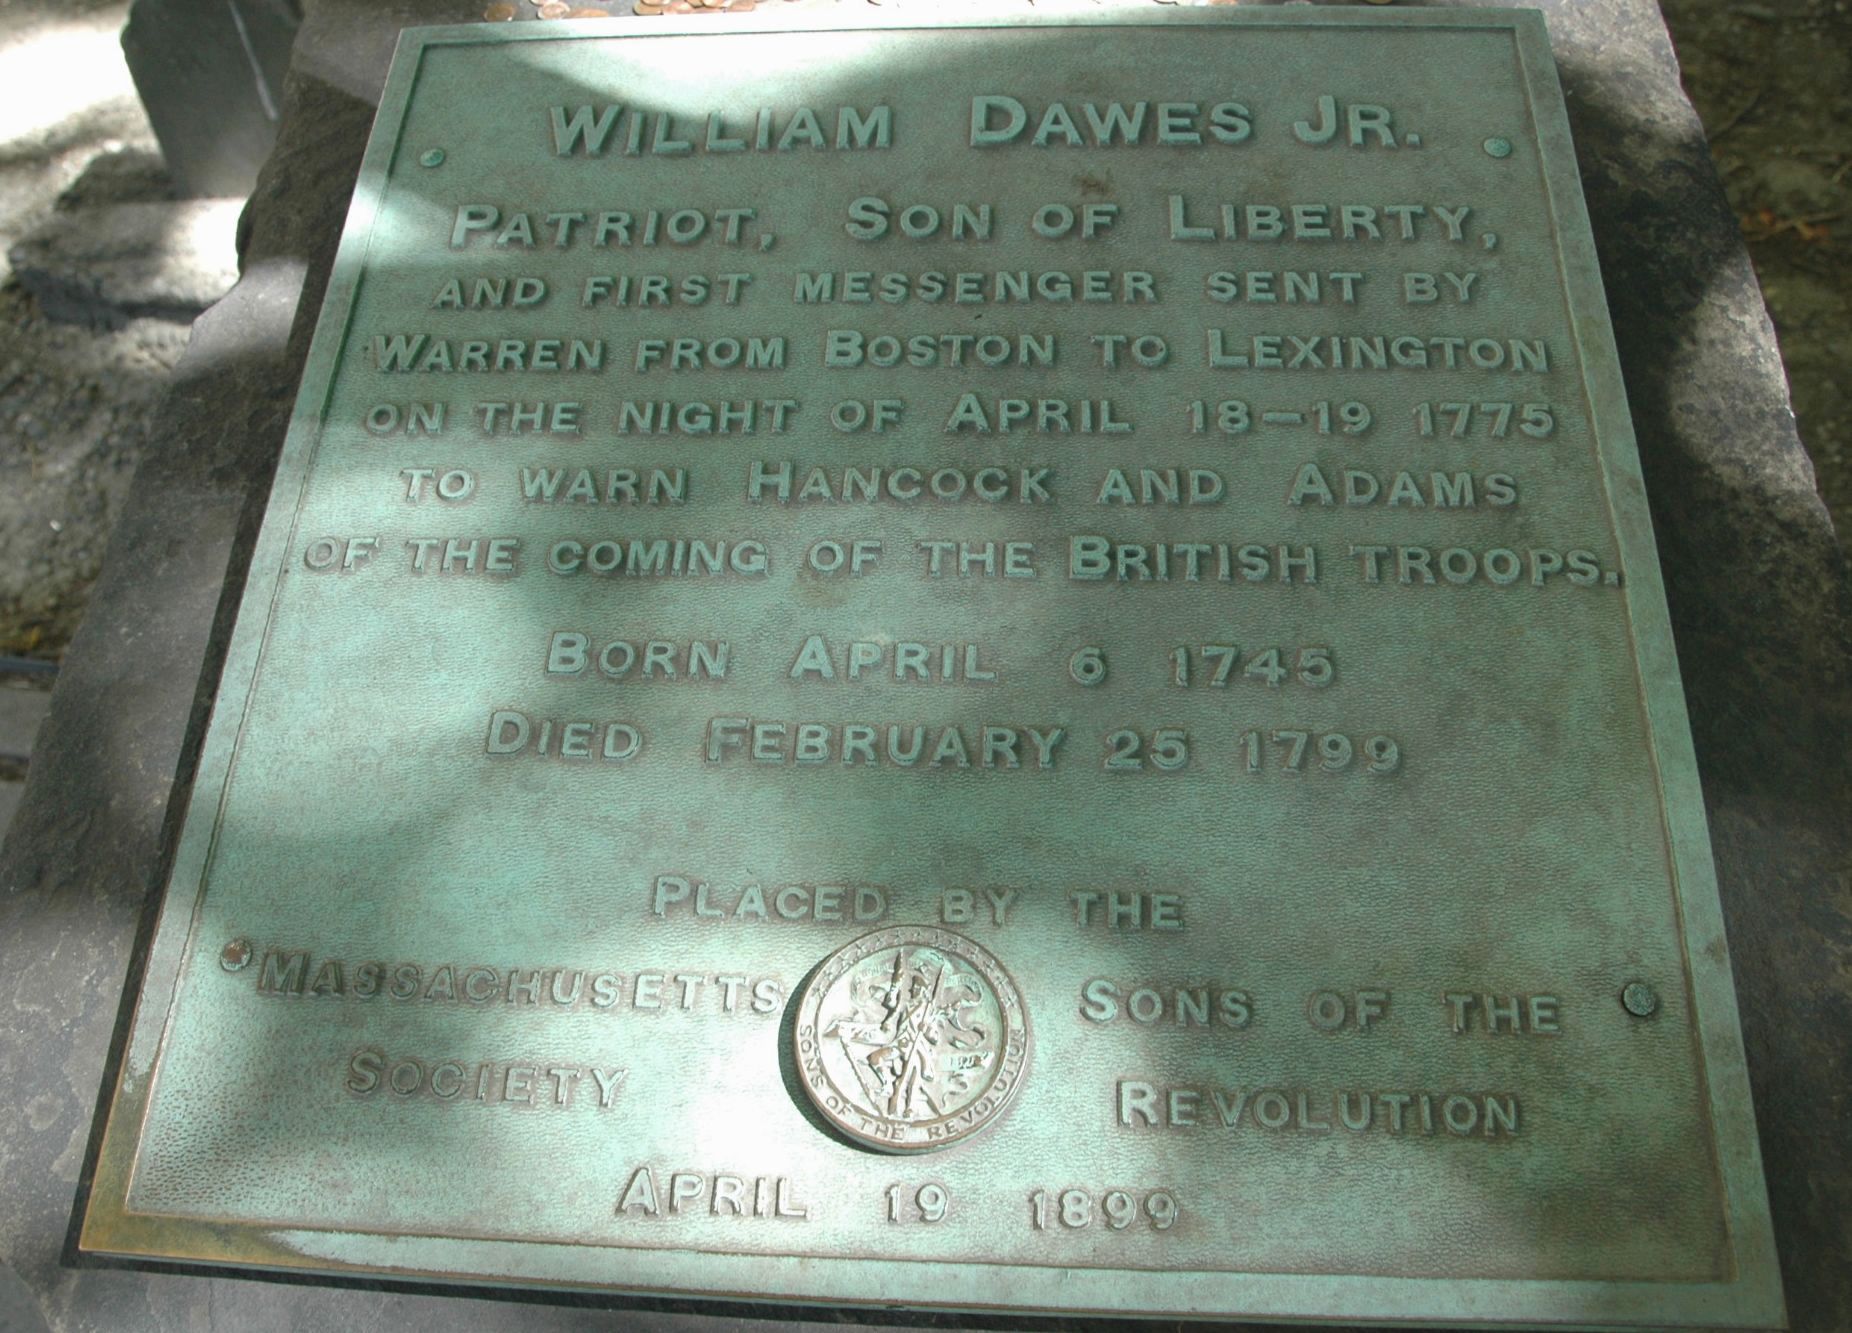 WILLIAM DAWES JR.
PATRIOT, SON OF LIBERTY,
AND FIRST MESSENGER SENT BY
WARREN FROM BOSTON TO LEXINGTON
ON THE NIGHT OF APRIL 18-19 1775
TO WARN HANCOCK AND ADAMS
OF THE COMING OF THE BRITISH TROOPS.
BORN APRIL 6 1745
DIED FEBRUARY 25 1799
PLACED BY THE
MASSACHUSETTS SONS OF THE
SOCIETY REVOLUTION
SONS OF THE REVOLUTION
APRIL 19 1899